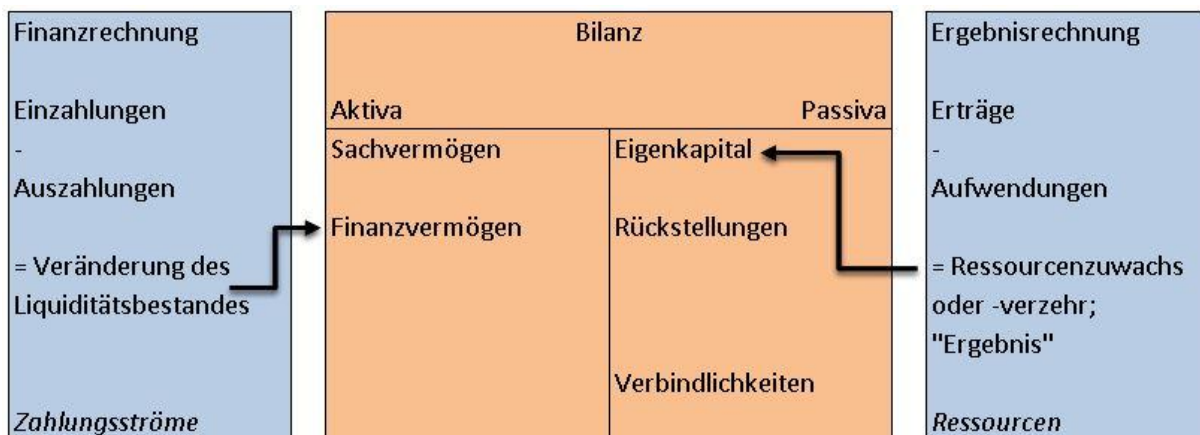 Finanzrechnung
Einzahlungen
-
Auszahlungen
= Veränderung des
Liquiditätsbestandes
Zahlungsströme
Bilanz
Aktiva
Passiva
Sachvermögen
Finanzvermögen
Eigenkapital
Rückstellungen
Verbindlichkeiten
Ergebnisrechnung
Erträge
-
Aufwendungen
= Ressourcenzuwachs
oder -verzehr;
"Ergebnis"
Ressourcen